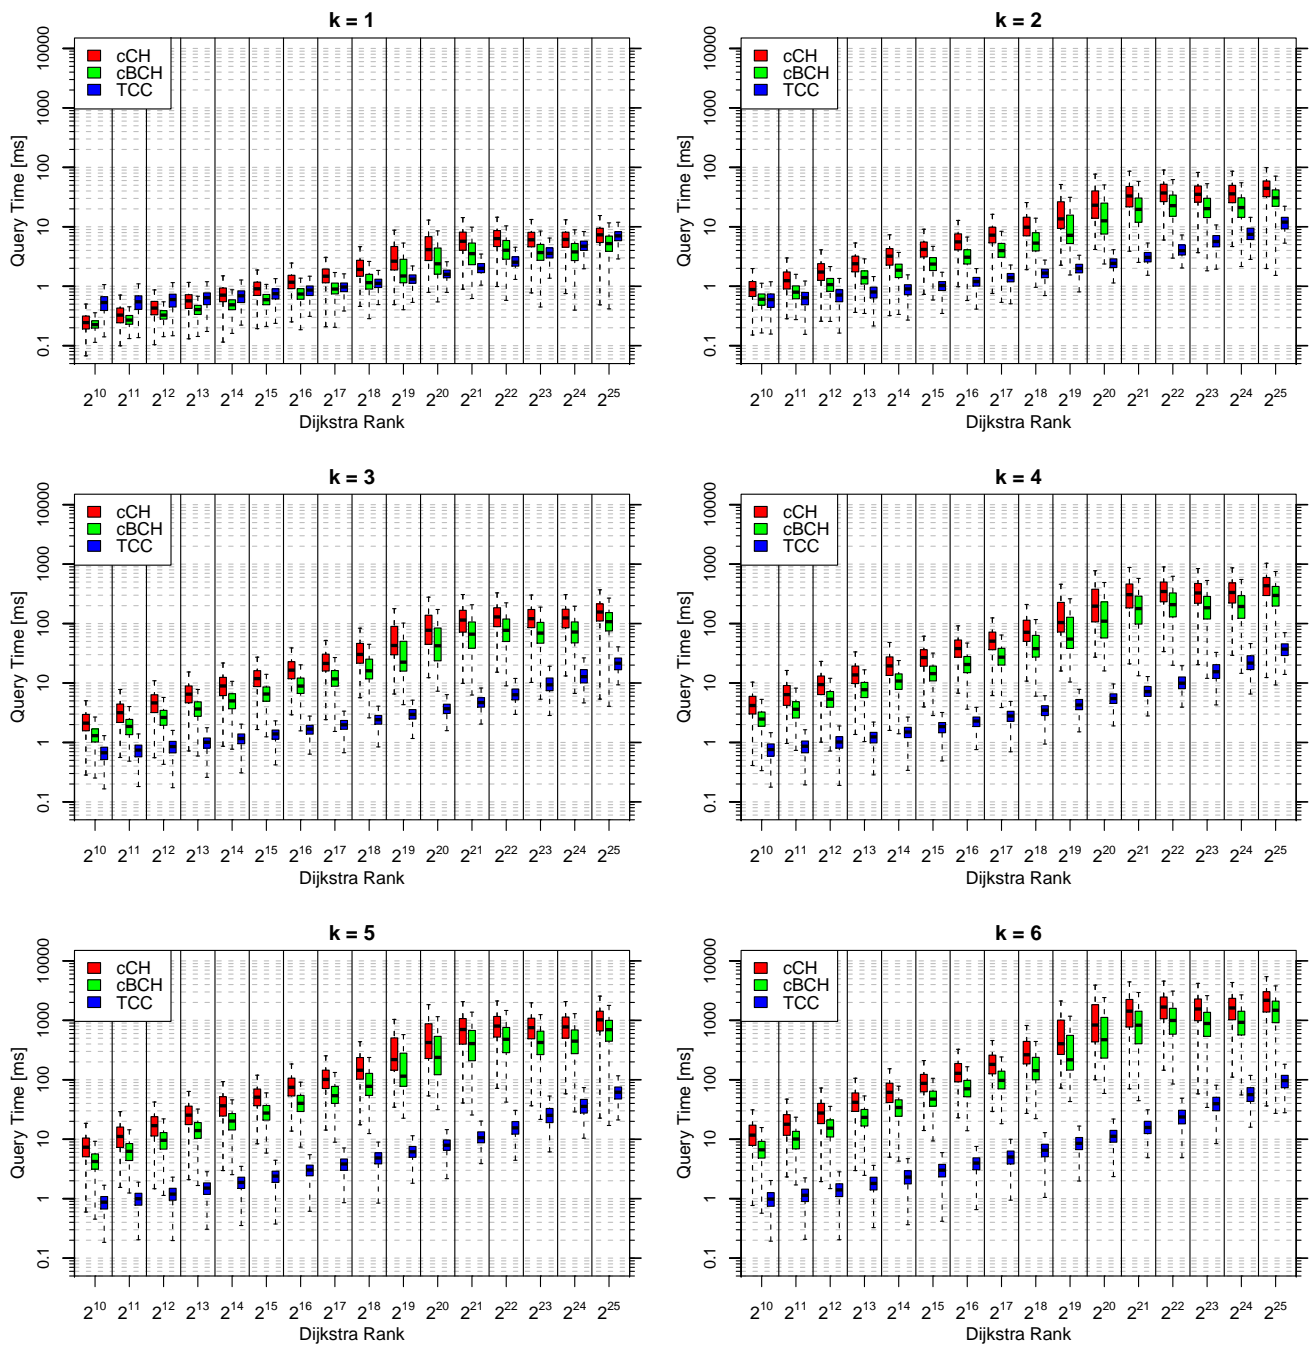 k = 1
Query Time [ms]
10000
1000
100
10
1
0.1
cCH
cBCH
TCC
2^10 2^11 2^12 2^13 2^14 2^15 2^16 2^17 2^18 2^19 2^20 2^21 2^22 2^23 2^24 2^25
Dijkstra Rank
k = 2
Query Time [ms]
10000
1000
100
10
1
0.1
cCH
cBCH
TCC
2^10 2^11 2^12 2^13 2^14 2^15 2^16 2^17 2^18 2^19 2^20 2^21 2^22 2^23 2^24 2^25
Dijkstra Rank
k = 3
Query Time [ms]
10000
1000
100
10
1
0.1
cCH
cBCH
TCC
2^10 2^11 2^12 2^13 2^14 2^15 2^16 2^17 2^18 2^19 2^20 2^21 2^22 2^23 2^24 2^25
Dijkstra Rank
k = 4
Query Time [ms]
10000
1000
100
10
1
0.1
cCH
cBCH
TCC
2^10 2^11 2^12 2^13 2^14 2^15 2^16 2^17 2^18 2^19 2^20 2^21 2^22 2^23 2^24 2^25
Dijkstra Rank
k = 5
Query Time [ms]
10000
1000
100
10
1
0.1
cCH
cBCH
TCC
2^10 2^11 2^12 2^13 2^14 2^15 2^16 2^17 2^18 2^19 2^20 2^21 2^22 2^23 2^24 2^25
Dijkstra Rank
k = 6
Query Time [ms]
10000
1000
100
10
1
0.1
cCH
cBCH
TCC
2^10 2^11 2^12 2^13 2^14 2^15 2^16 2^17 2^18 2^19 2^20 2^21 2^22 2^23 2^24 2^25
Dijkstra Rank